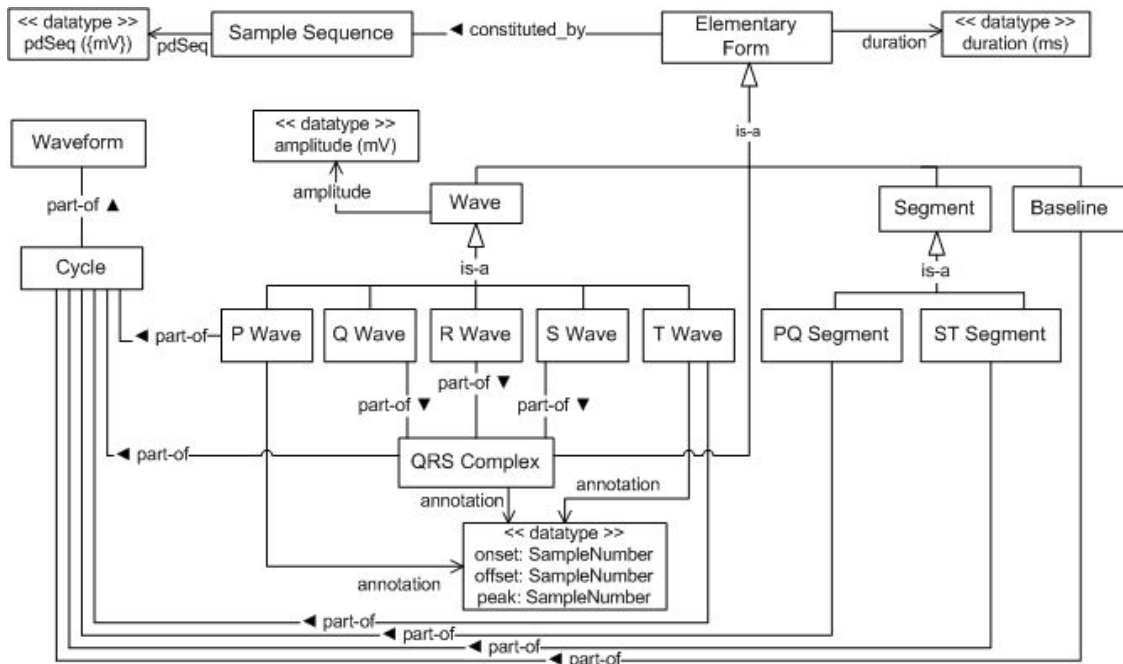 << datatype >>
pdSeq ({mV})
pdSeq
Sample Sequence
◄ constituted_by
Elementary
Form
duration
<< datatype >>
duration (ms)
is-a
Waveform
part-of ▲
Cycle
<< datatype >>
amplitude (mV)
amplitude
Wave
Segment
Baseline
is-a
is-a
◄ part-of
P Wave
Q Wave
R Wave
S Wave
T Wave
PQ Segment
ST Segment
part-of ▼
part-of ▼
part-of ▼
◄ part-of
QRS Complex
annotation
annotation
<< datatype >>
onset: SampleNumber
offset: SampleNumber
peak: SampleNumber
annotation
◄ part-of
◄ part-of
◄ part-of
◄ part-of